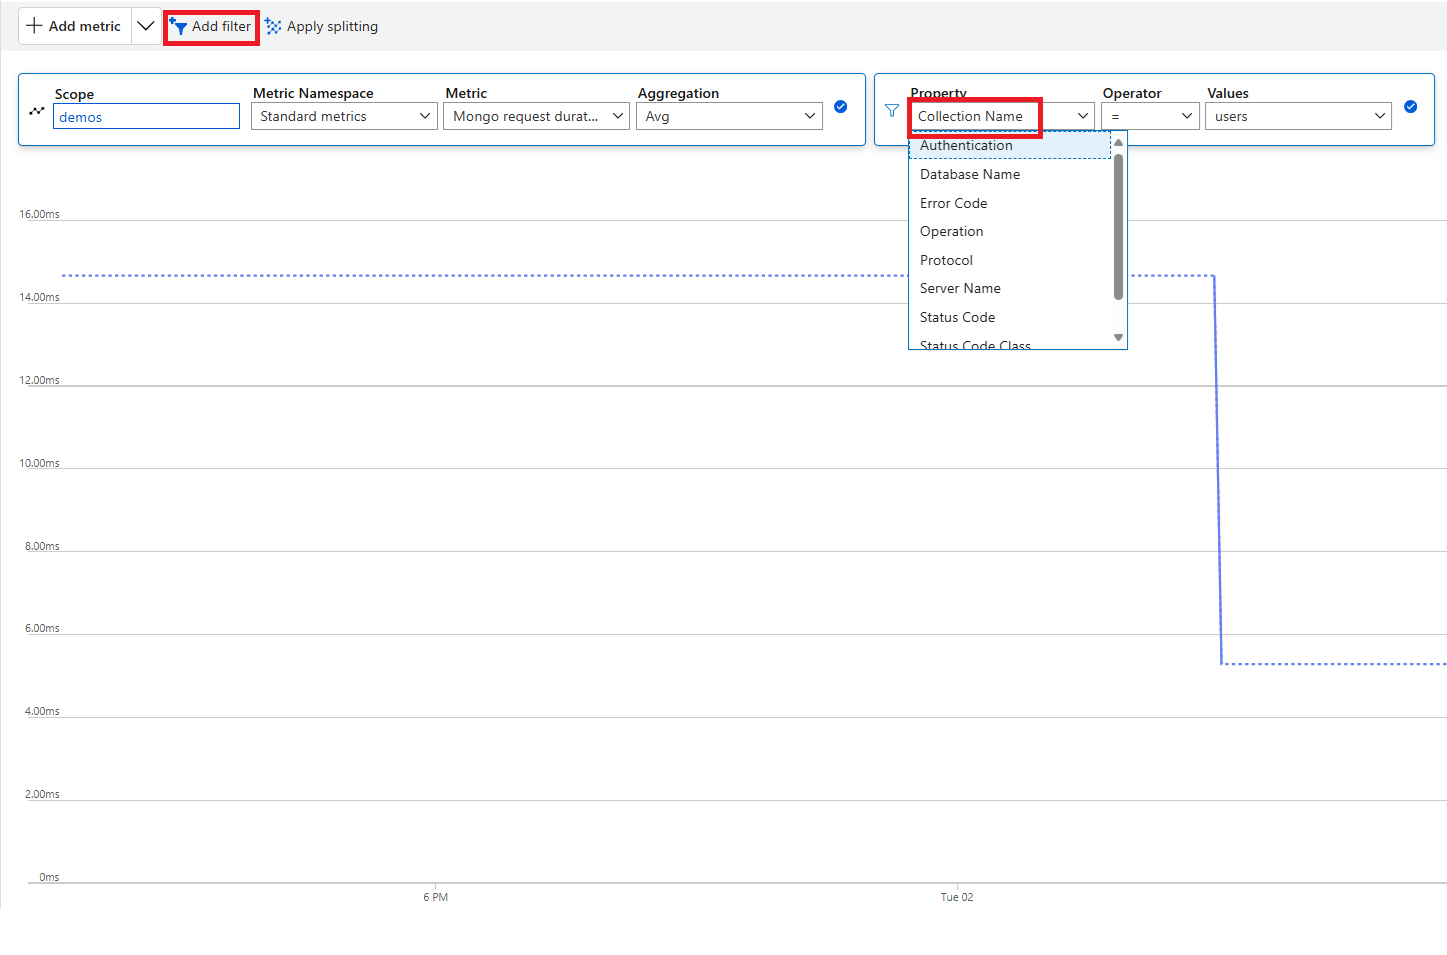 Add metric Add filter Apply splitting
Scope Metric Namespace Metric Aggregation Property Operator Values
demos Standard metrics Mongo request durat... Avg Collection Name = users
Authentication
Database Name
Error Code
Operation
Protocol
Server Name
Status Code
Status Code Class
16.00ms
14.00ms
12.00ms
10.00ms
8.00ms
6.00ms
4.00ms
2.00ms
0ms
6 PM Tue 02